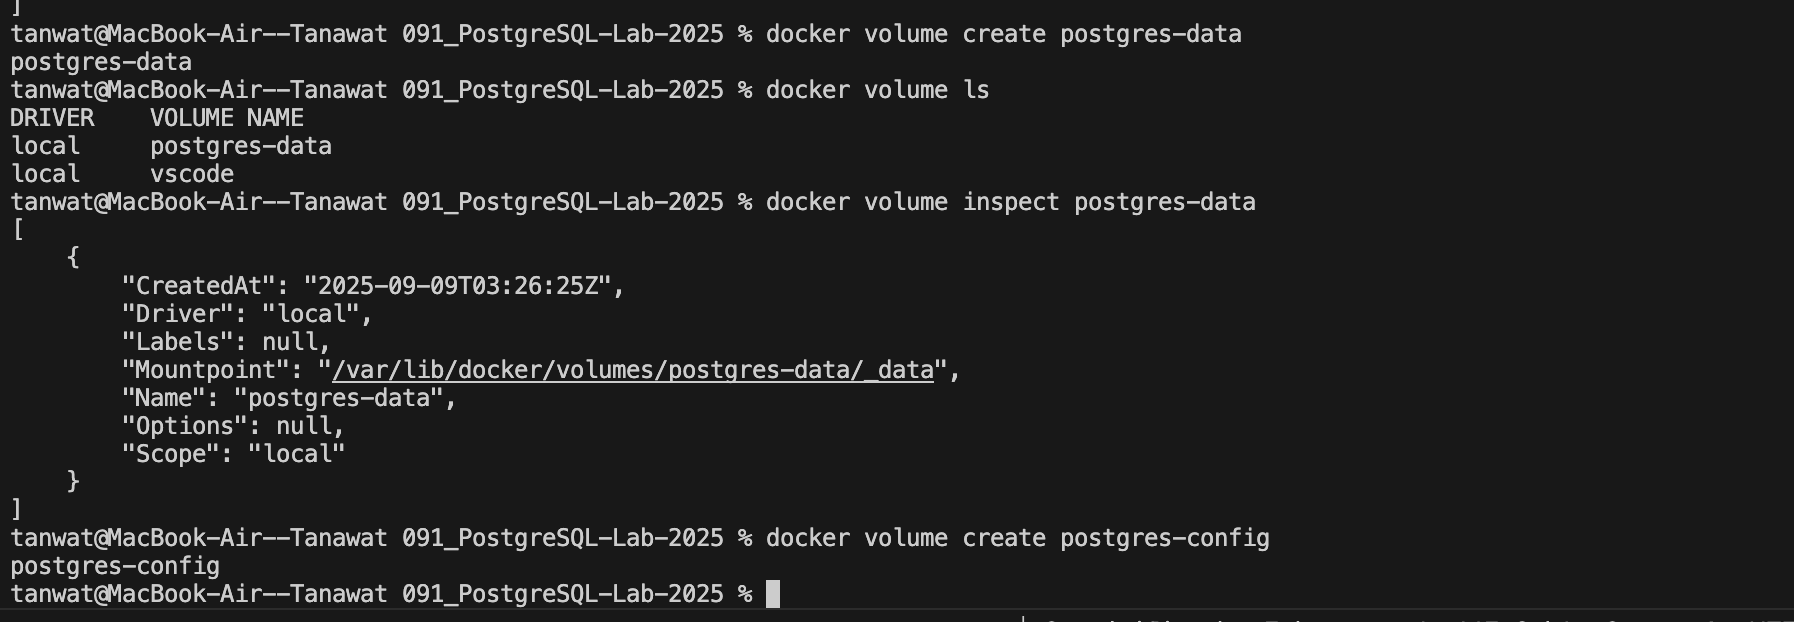 ]
tanwat@MacBook-Air--Tanawat 091_PostgreSQL-Lab-2025 % docker volume create postgres-data
postgres-data
tanwat@MacBook-Air--Tanawat 091_PostgreSQL-Lab-2025 % docker volume ls
DRIVER    VOLUME NAME
local     postgres-data
local     vscode
tanwat@MacBook-Air--Tanawat 091_PostgreSQL-Lab-2025 % docker volume inspect postgres-data
[
    {
        "CreatedAt": "2025-09-09T03:26:25Z",
        "Driver": "local",
        "Labels": null,
        "Mountpoint": "/var/lib/docker/volumes/postgres-data/_data",
        "Name": "postgres-data",
        "Options": null,
        "Scope": "local"
    }
]
tanwat@MacBook-Air--Tanawat 091_PostgreSQL-Lab-2025 % docker volume create postgres-config
postgres-config
tanwat@MacBook-Air--Tanawat 091_PostgreSQL-Lab-2025 %